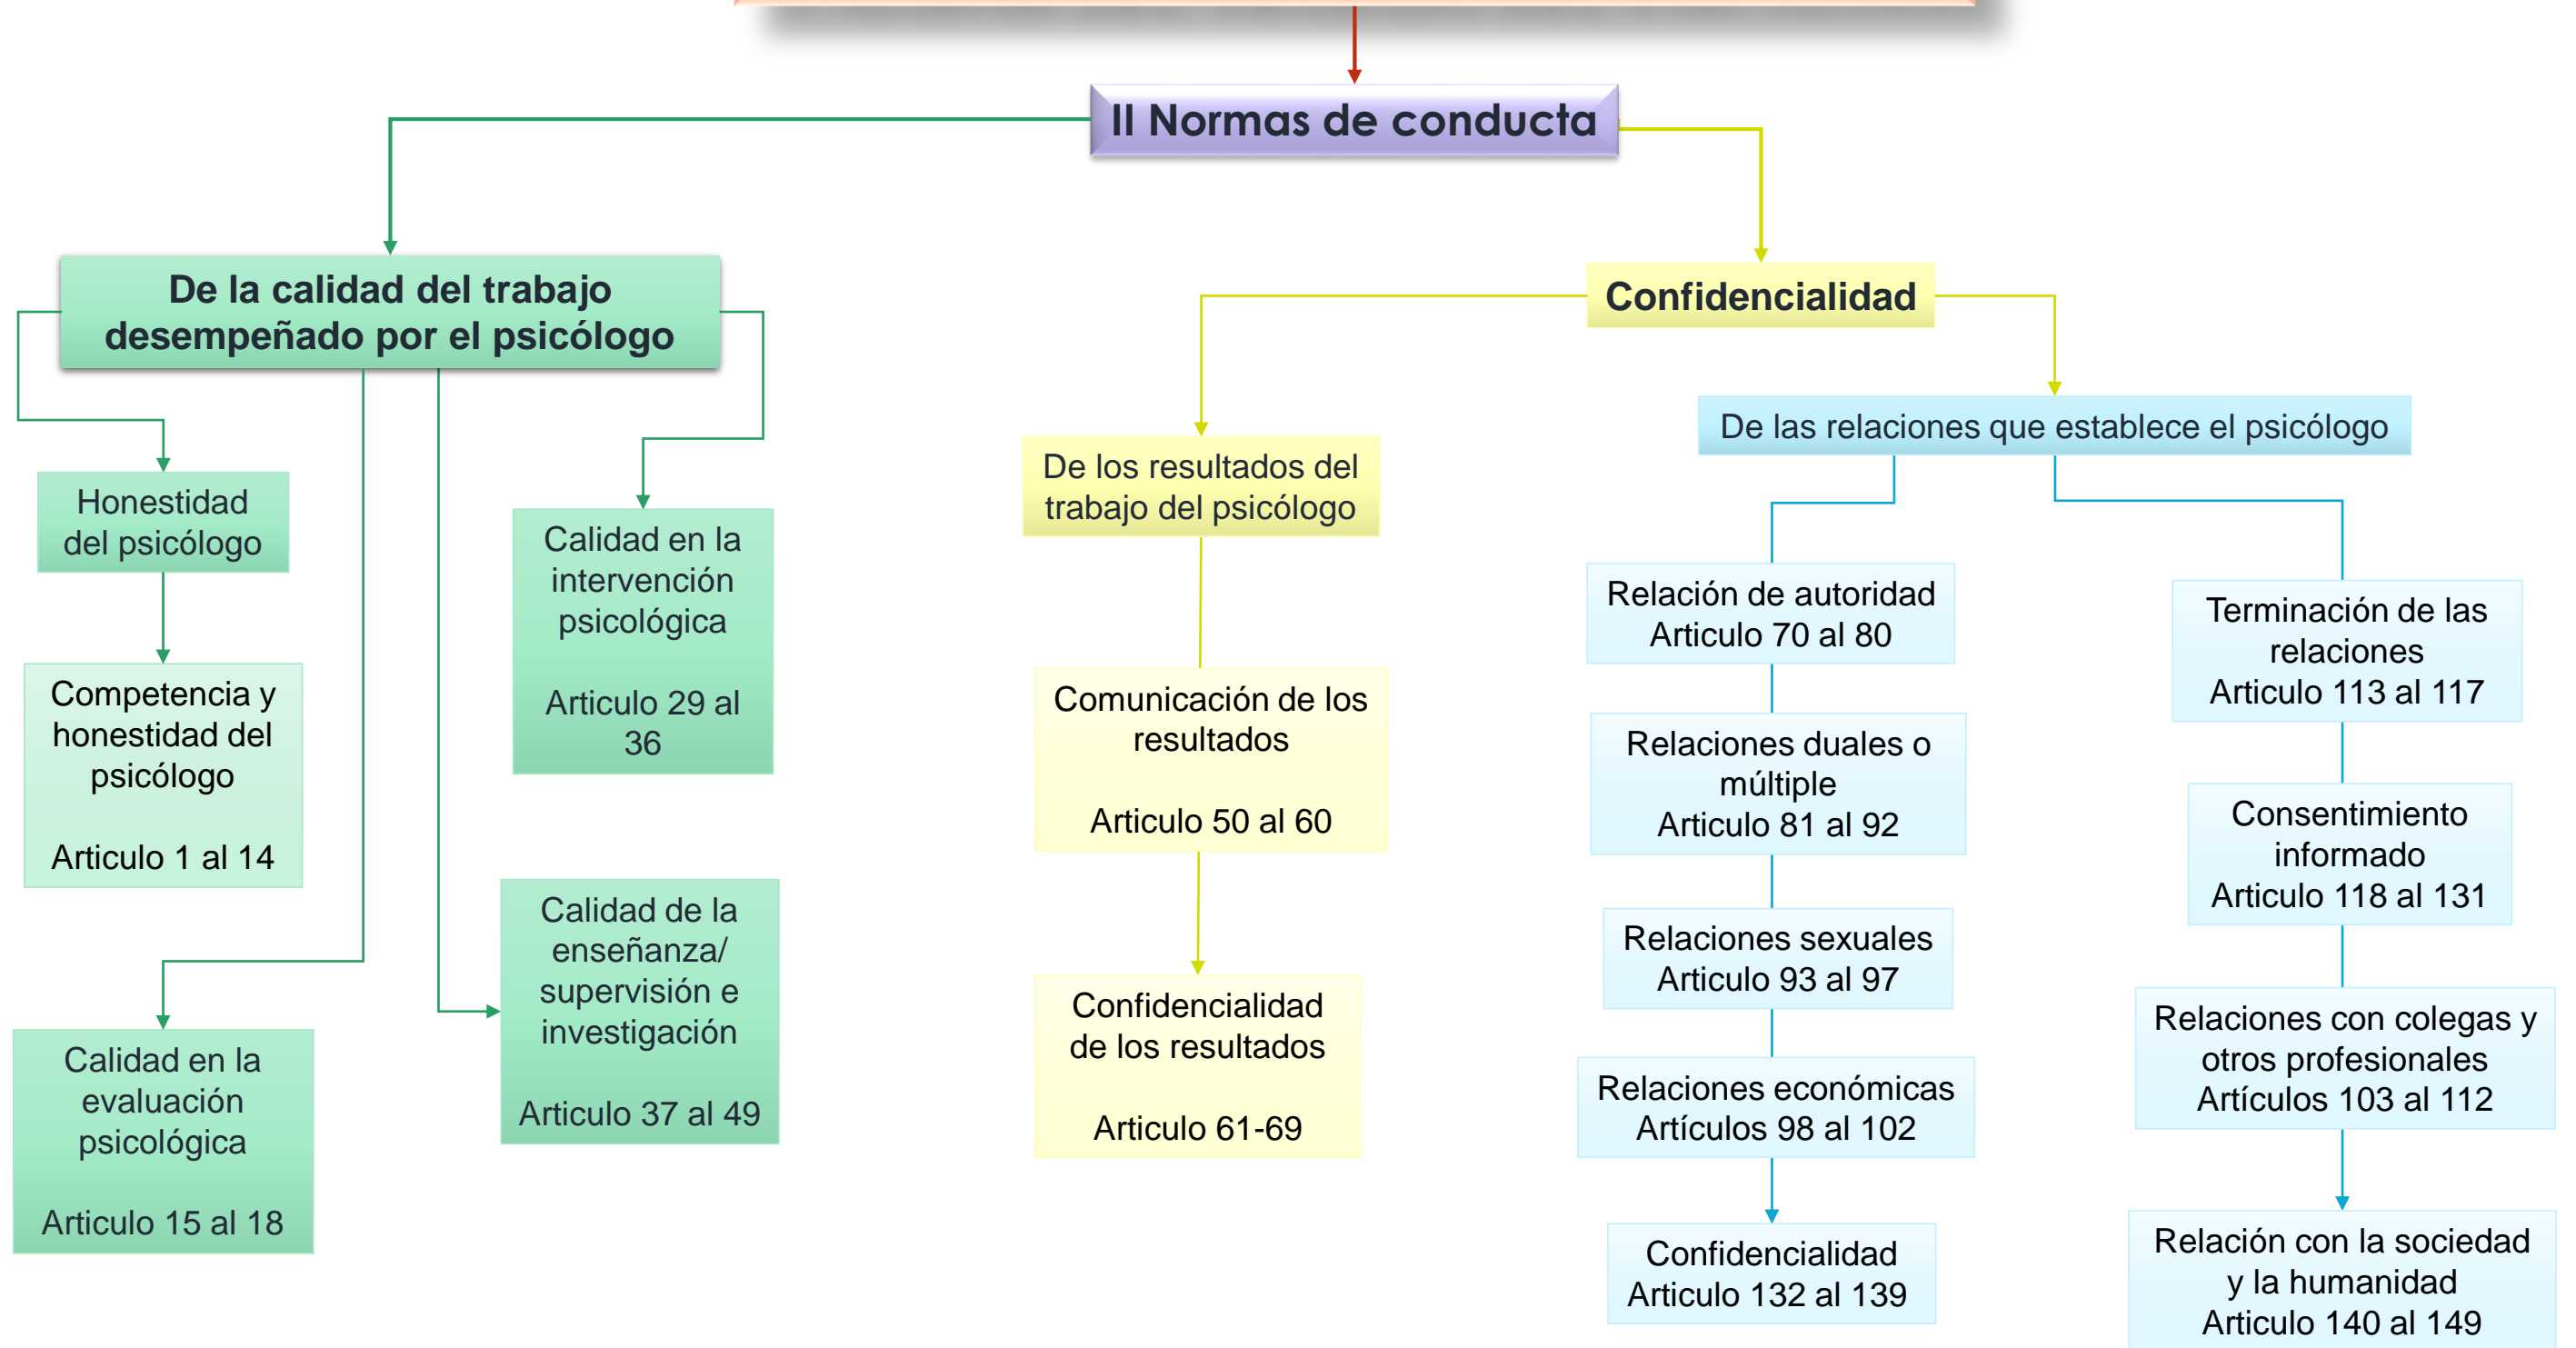 II Normas de conducta
De la calidad del trabajo
desempeñado por el psicólogo
Honestidad
del psicólogo
Competencia y
honestidad del
psicólogo
Articulo 1 al 14
Calidad en la
evaluación
psicológica
Articulo 15 al 18
Calidad en la
intervención
psicológica
Articulo 29 al
36
Calidad de la
enseñanza/
supervisión e
investigación
Articulo 37 al 49
Confidencialidad
De los resultados del
trabajo del psicólogo
Comunicación de los
resultados
Articulo 50 al 60
Confidencialidad
de los resultados
Articulo 61-69
De las relaciones que establece el psicólogo
Relación de autoridad
Articulo 70 al 80
Relaciones duales o
múltiple
Articulo 81 al 92
Relaciones sexuales
Articulo 93 al 97
Relaciones económicas
Artículos 98 al 102
Confidencialidad
Articulo 132 al 139
Terminación de las
relaciones
Articulo 113 al 117
Consentimiento
informado
Articulo 118 al 131
Relaciones con colegas y
otros profesionales
Artículos 103 al 112
Relación con la sociedad
y la humanidad
Articulo 140 al 149